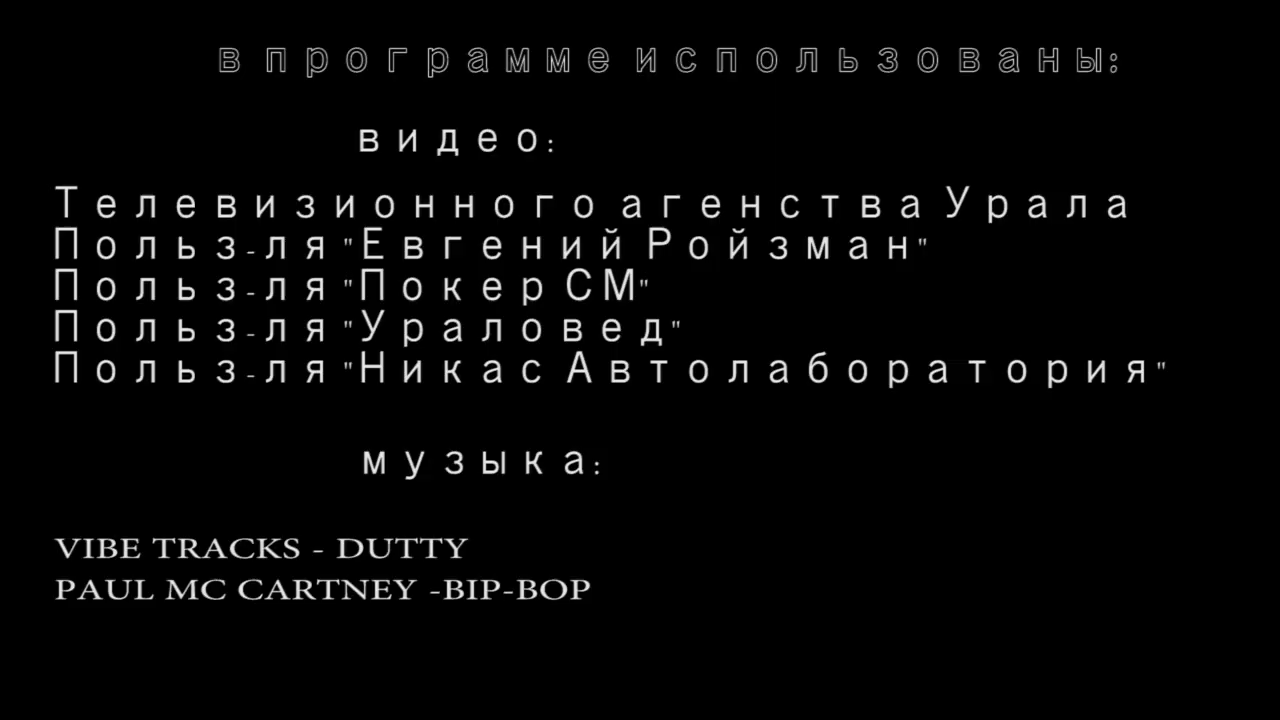 в программе использованы:
видео:
Телевизионного агенства Урала
Польз-ля "Евгений Ройзман"
Польз-ля "Покер СМ"
Польз-ля "Ураловед"
Польз-ля "Никас Автолаборатория"
музыка:
VIBE TRACKS - DUTTY
PAUL MC CARTNEY -BIP-BOP